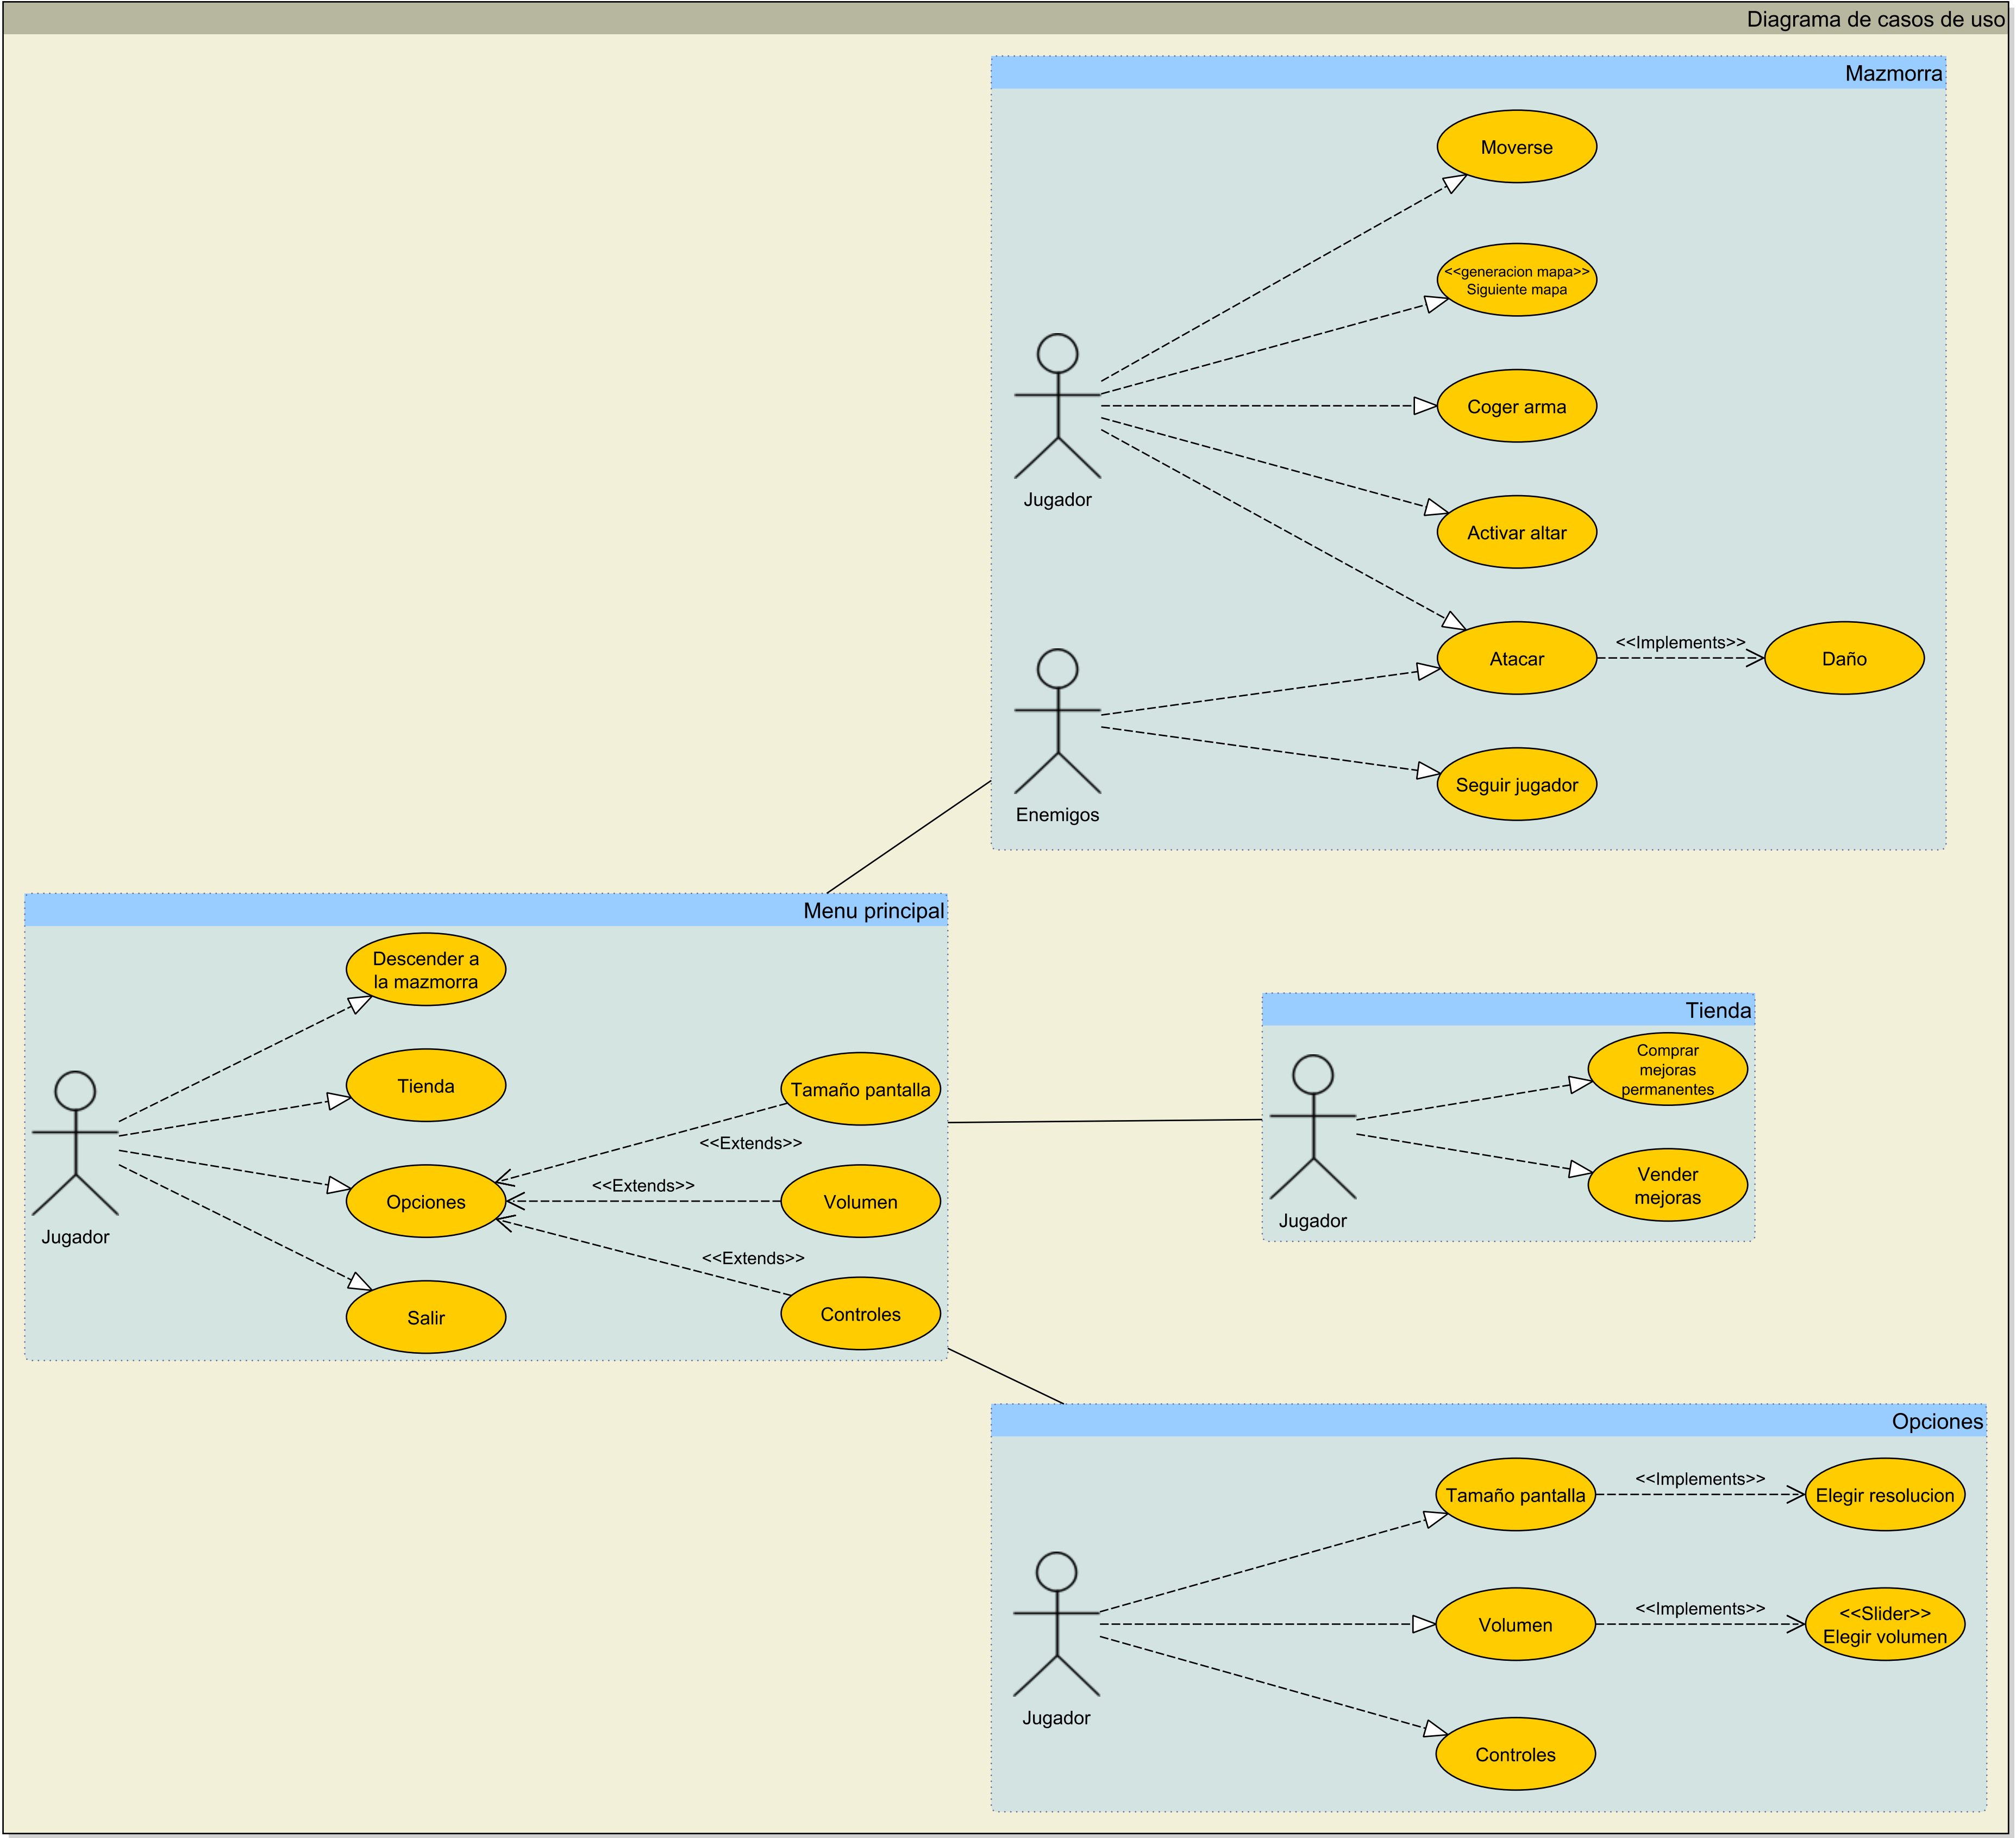 Diagrama de casos de uso
Mazmorra
Moverse
<<generacion mapa>>
Siguiente mapa
Coger arma
Jugador
Activar altar
<<Implements>>
Atacar
Daño
Seguir jugador
Enemigos
Menu principal
Descender a
la mazmorra
Tienda
Tamaño pantalla
<<Extends>>
<<Extends>>
Opciones
Volumen
Jugador
<<Extends>>
Salir
Controles
Tienda
Comprar
mejoras
permanentes
Vender
mejoras
Jugador
Opciones
<<Implements>>
Tamaño pantalla
Elegir resolucion
<<Implements>>
Volumen
<<Slider>>
Elegir volumen
Jugador
Controles